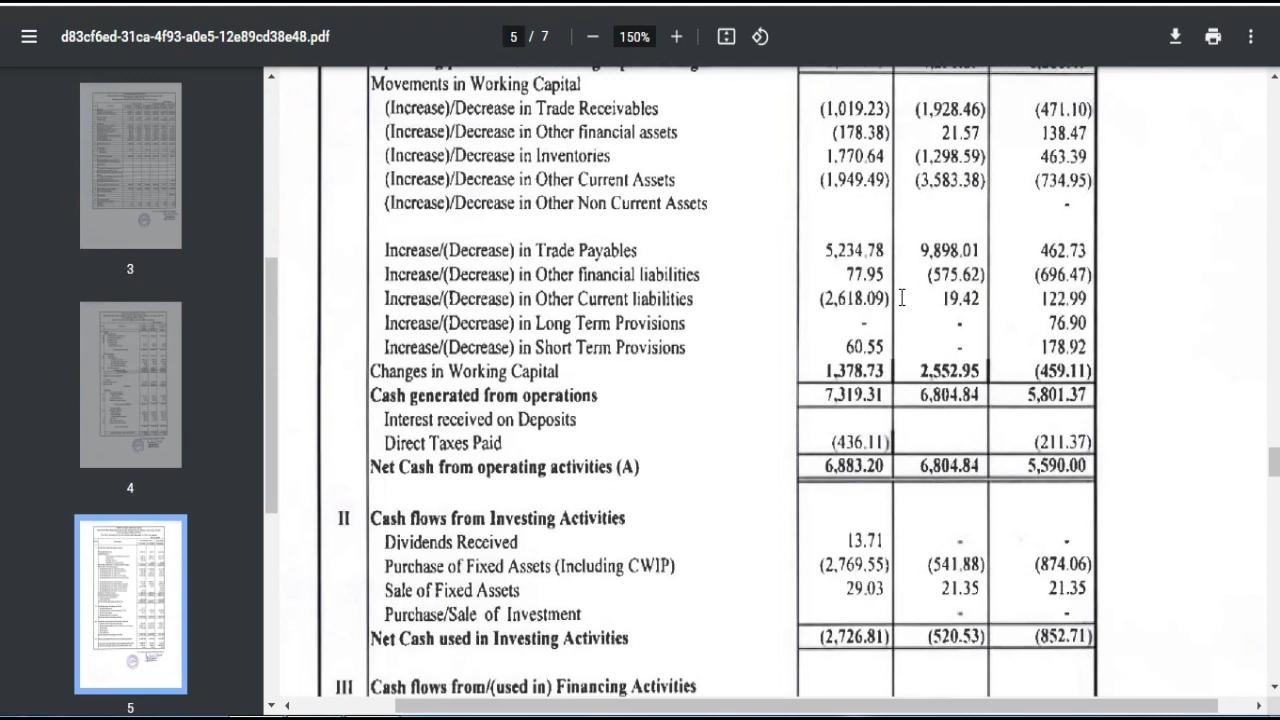 d83cf6ed-31ca-4f93-a0e5-12e89cd38e48.pdf 5 / 7 150%
Movements in Working Capital
(Increase)/Decrease in Trade Receivables (1,019.23) (1,928.46) (471.10)
(Increase)/Decrease in Other financial assets (178.38) 21.57 138.47
(Increase)/Decrease in Inventories 1,770.64 (1,298.59) 463.39
(Increase)/Decrease in Other Current Assets (1,949.49) (3,583.38) (734.95)
(Increase)/Decrease in Other Non Current Assets -
Increase/(Decrease) in Trade Payables 5,234.78 9,898.01 462.73
Increase/(Decrease) in Other financial liabilities 77.95 (575.62) (696.47)
Increase/(Decrease) in Other Current liabilities (2,618.09) 19.42 122.99
Increase/(Decrease) in Long Term Provisions - - 76.90
Increase/(Decrease) in Short Term Provisions 60.55 - 178.92
Changes in Working Capital 1,378.73 2,552.95 (459.11)
Cash generated from operations 7,319.31 6,804.84 5,801.37
Interest received on Deposits
Direct Taxes Paid (436.11) (211.37)
Net Cash from operating activities (A) 6,883.20 6,804.84 5,590.00
II Cash flows from Investing Activities
Dividends Received 13.71 - -
Purchase of Fixed Assets (Including CWIP) (2,769.55) (541.88) (874.06)
Sale of Fixed Assets 29.03 21.35 21.35
Purchase/Sale of Investment - -
Net Cash used in Investing Activities (2,726.81) (520.53) (852.71)
III Cash flows from/(used in) Financing Activities
3
4
5